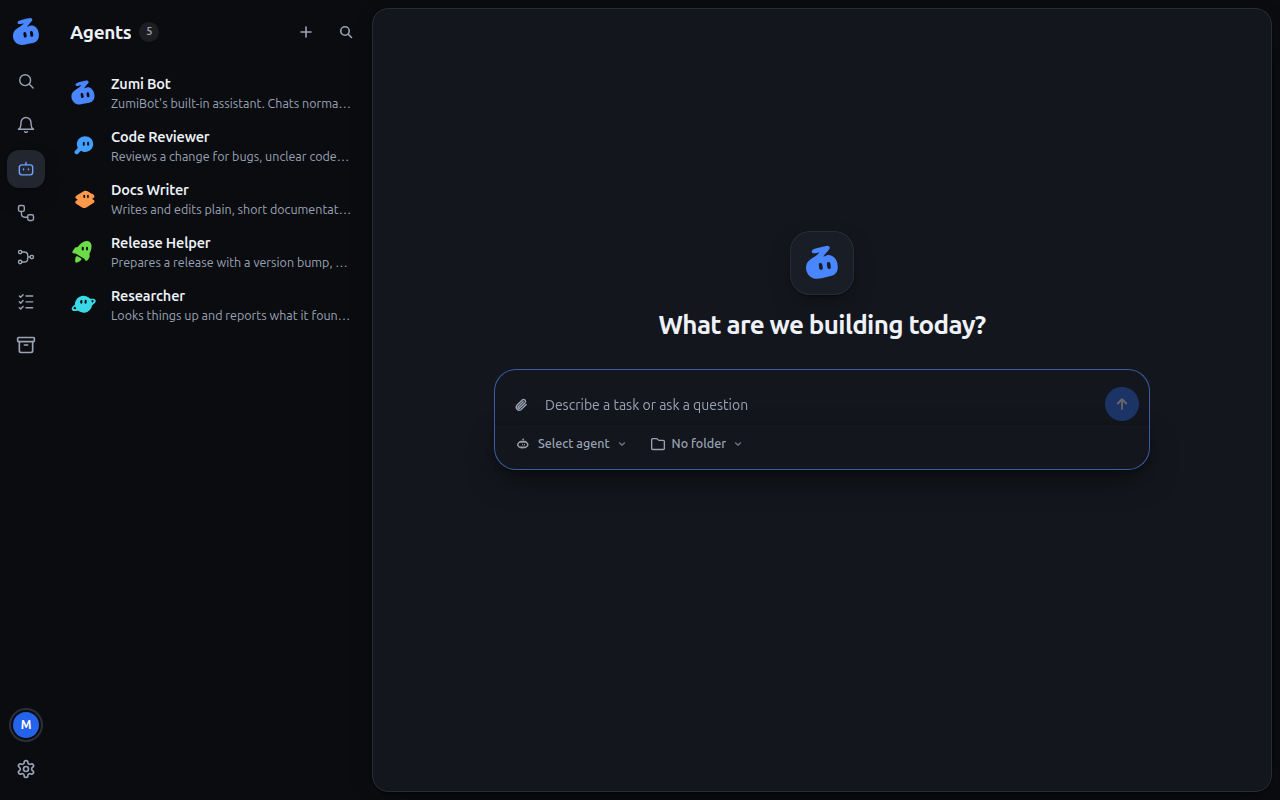 Agents 5
Zumi Bot
ZumiBot's built-in assistant. Chats norma…
Code Reviewer
Reviews a change for bugs, unclear code…
Docs Writer
Writes and edits plain, short documentat…
Release Helper
Prepares a release with a version bump, …
Researcher
Looks things up and reports what it foun…
What are we building today?
Describe a task or ask a question
Select agent No folder
M